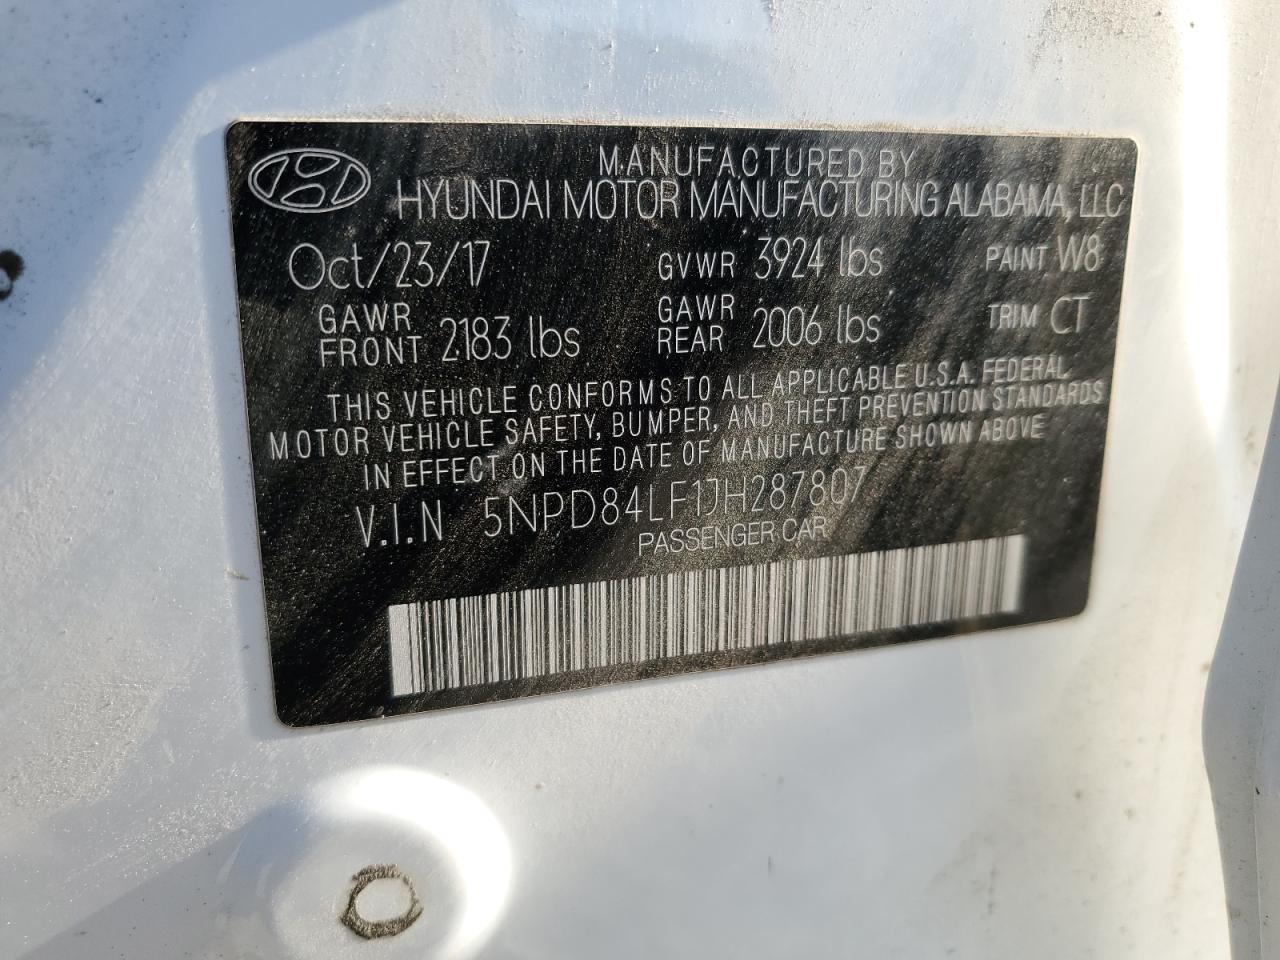 MANUFACTURED BY
HYUNDAI MOTOR MANUFACTURING ALABAMA, LLC
Oct/23/17 GVWR 3924 lbs PAINT W8
GAWR FRONT 2183 lbs GAWR REAR 2006 lbs TRIM CT
THIS VEHICLE CONFORMS TO ALL APPLICABLE U.S.A. FEDERAL
MOTOR VEHICLE SAFETY, BUMPER, AND THEFT PREVENTION STANDARDS
IN EFFECT ON THE DATE OF MANUFACTURE SHOWN ABOVE
V.I.N 5NPD84LF1JH287807
PASSENGER CAR